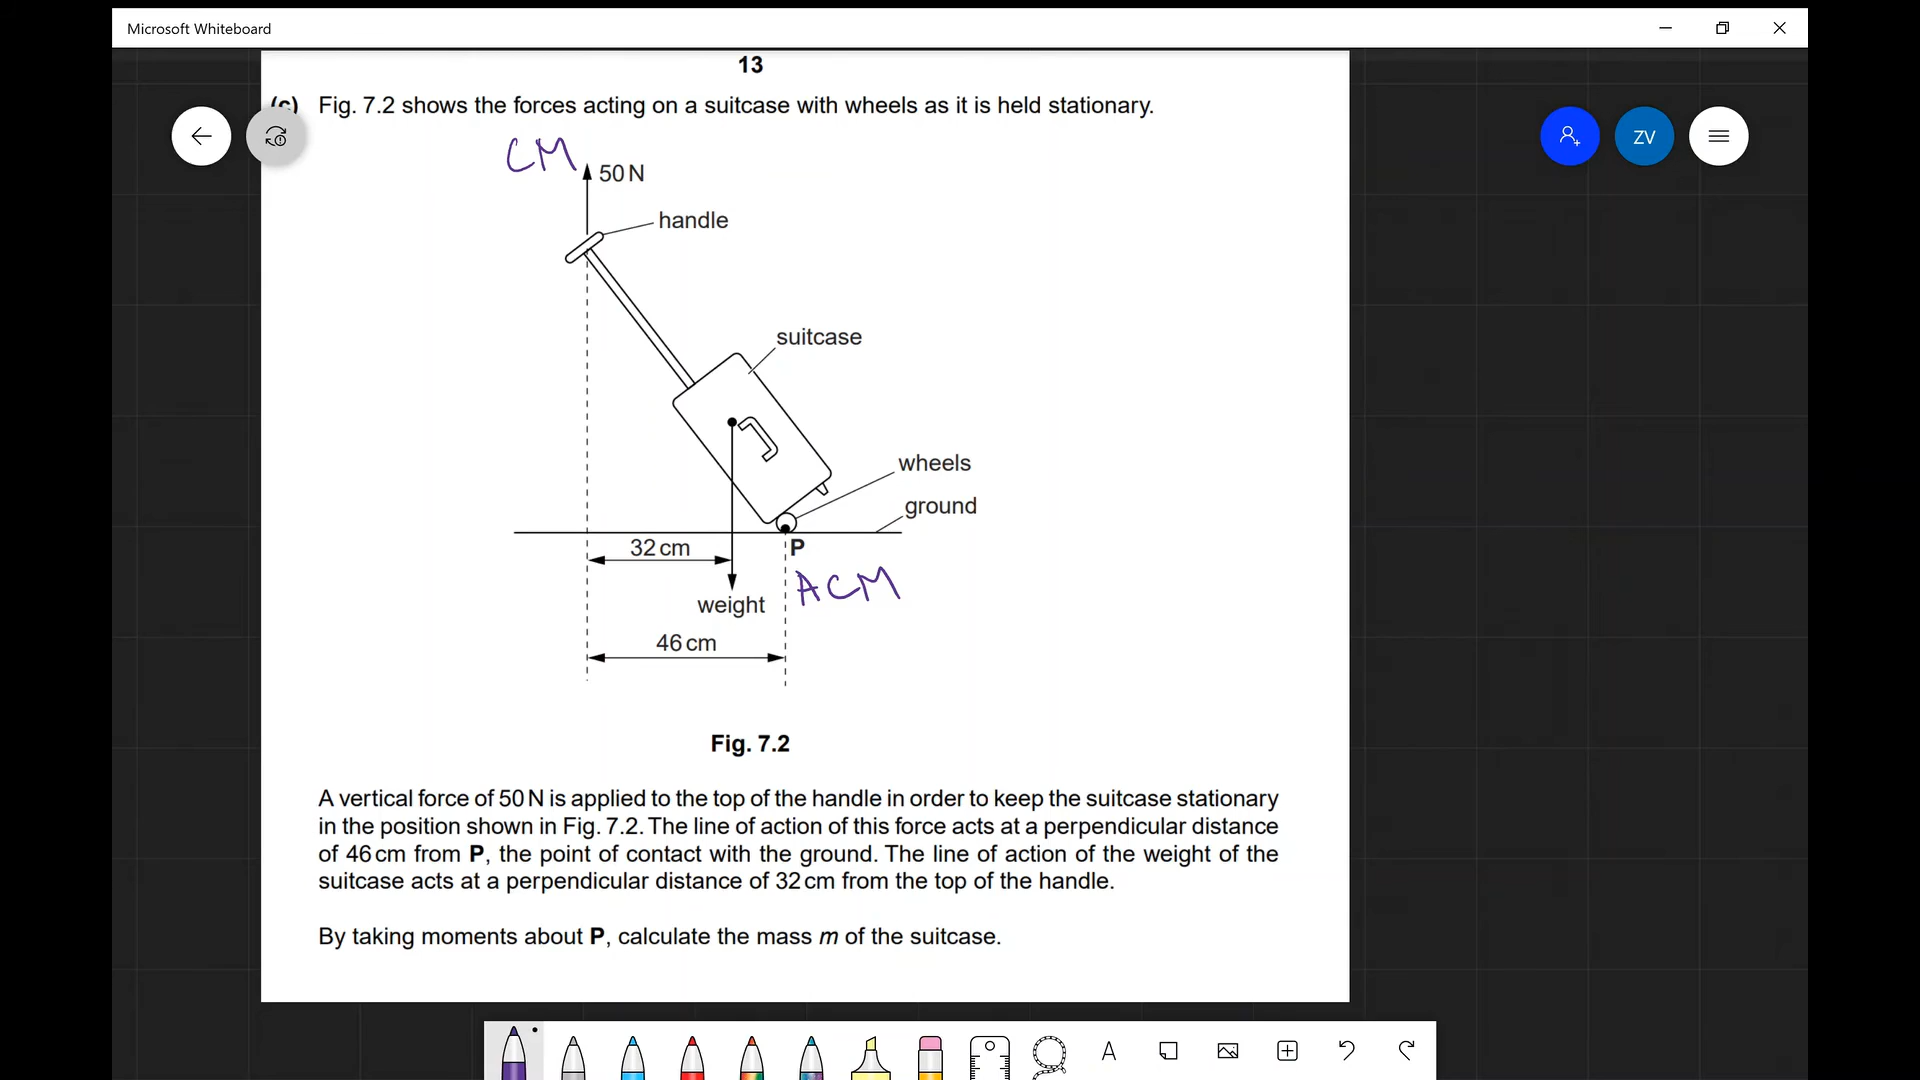 Microsoft Whiteboard
13
(c) Fig. 7.2 shows the forces acting on a suitcase with wheels as it is held stationary.
CM
50 N
handle
suitcase
wheels
ground
32 cm
P
ACM
weight
46 cm
Fig. 7.2
A vertical force of 50 N is applied to the top of the handle in order to keep the suitcase stationary
in the position shown in Fig. 7.2. The line of action of this force acts at a perpendicular distance
of 46 cm from P, the point of contact with the ground. The line of action of the weight of the
suitcase acts at a perpendicular distance of 32 cm from the top of the handle.
By taking moments about P, calculate the mass m of the suitcase.
ZV
A